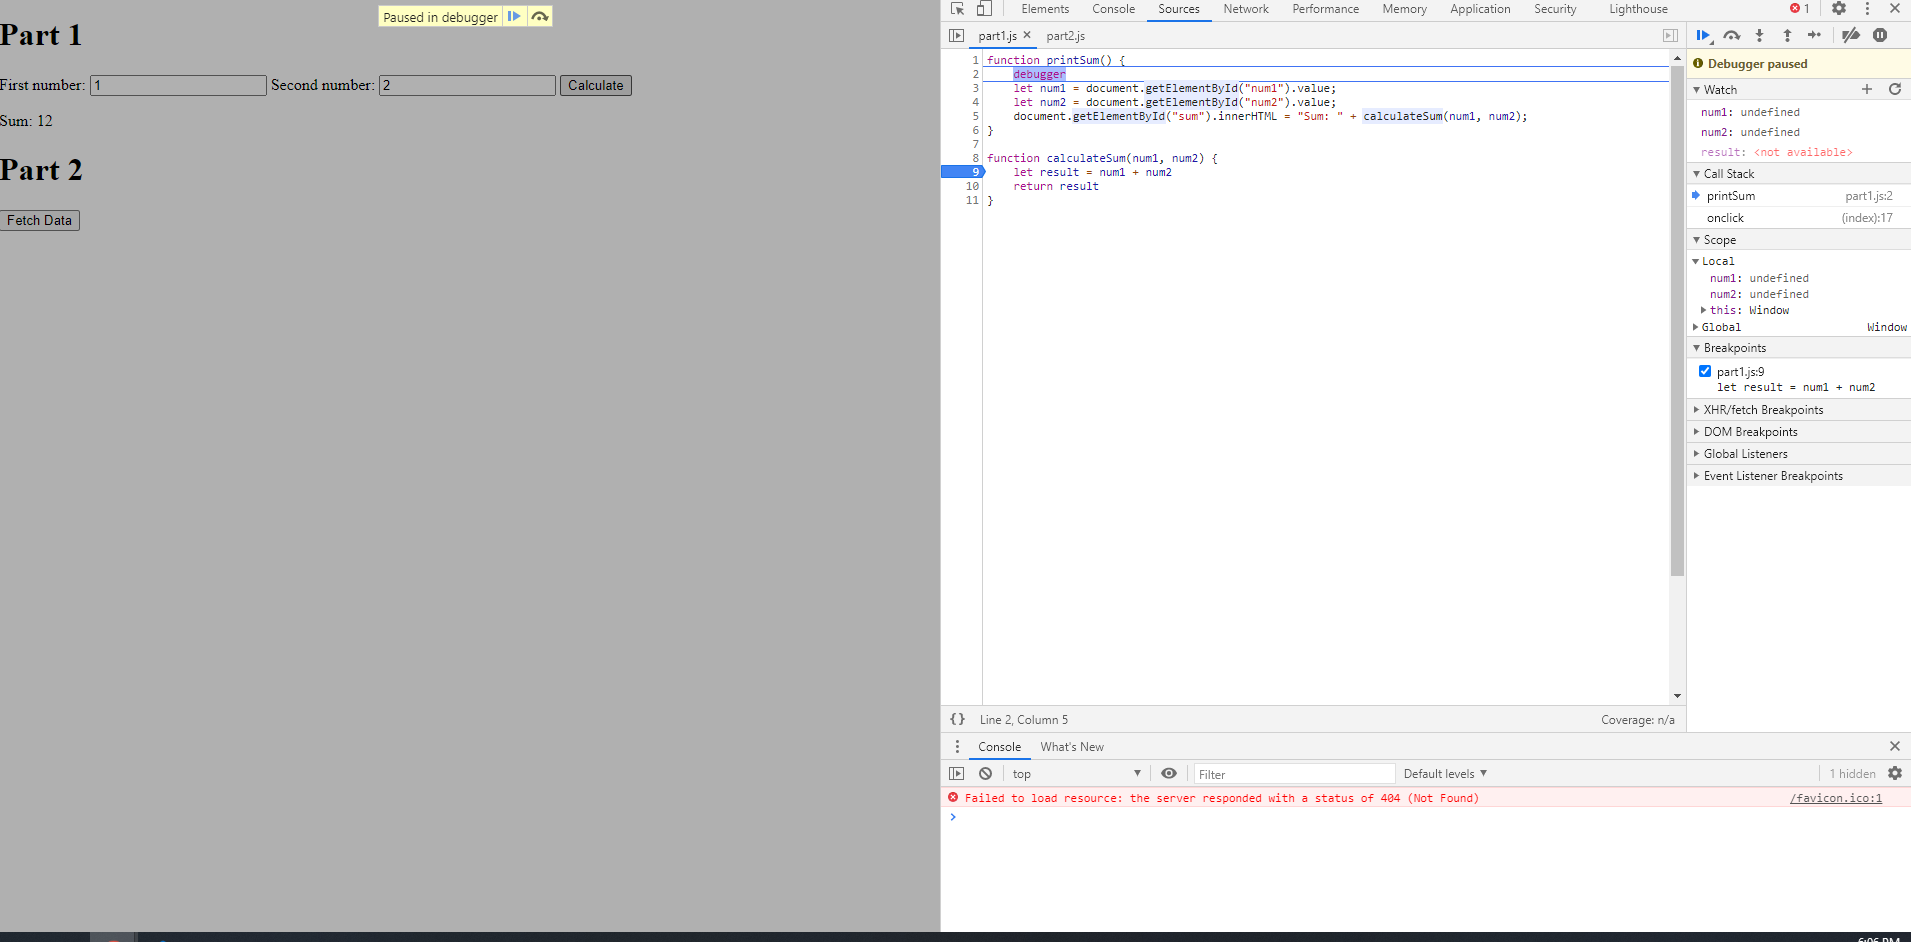 Paused in debugger
Part 1
First number: 1 Second number: 2 Calculate
Sum: 12
Part 2
Fetch Data
Elements Console Sources Network Performance Memory Application Security Lighthouse 1
part1.js part2.js
1 function printSum() {
2 debugger
3 let num1 = document.getElementById("num1").value;
4 let num2 = document.getElementById("num2").value;
5 document.getElementById("sum").innerHTML = "Sum: " + calculateSum(num1, num2);
6 }
7
8 function calculateSum(num1, num2) {
9 let result = num1 + num2
10 return result
11 }
{} Line 2, Column 5 Coverage: n/a
Debugger paused
Watch
num1: undefined
num2: undefined
result: <not available>
Call Stack
printSum part1.js:2
onclick (index):17
Scope
Local
num1: undefined
num2: undefined
this: Window
Global Window
Breakpoints
part1.js:9
let result = num1 + num2
XHR/fetch Breakpoints
DOM Breakpoints
Global Listeners
Event Listener Breakpoints
Console What's New
top Filter Default levels 1 hidden
Failed to load resource: the server responded with a status of 404 (Not Found) /favicon.ico:1